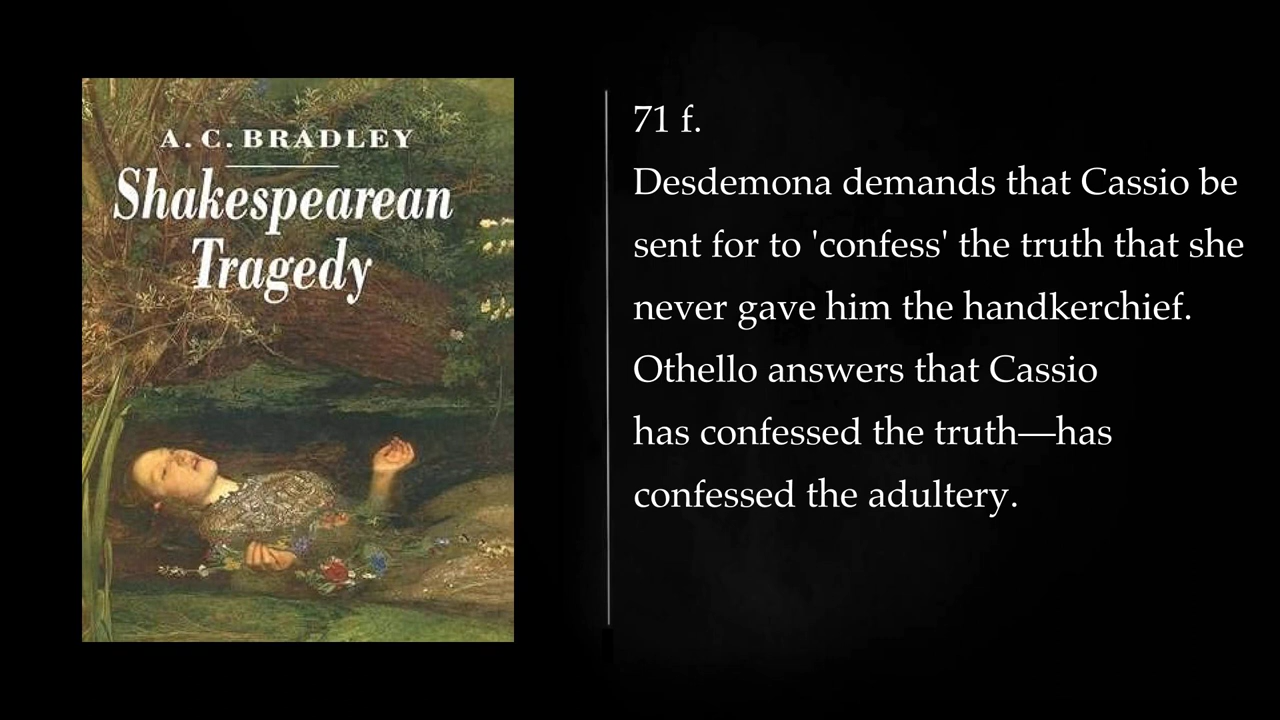 A. C. BRADLEY
Shakespearean
Tragedy
71 f.
Desdemona demands that Cassio be
sent for to 'confess' the truth that she
never gave him the handkerchief.
Othello answers that Cassio
has confessed the truth—has
confessed the adultery.